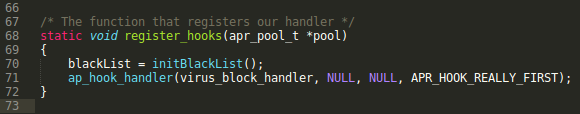 66
67 /* The function that registers our handler */
68 static void register_hooks(apr_pool_t *pool)
69 {
70     blackList = initBlackList();
71     ap_hook_handler(virus_block_handler, NULL, NULL, APR_HOOK_REALLY_FIRST);
72 }
73